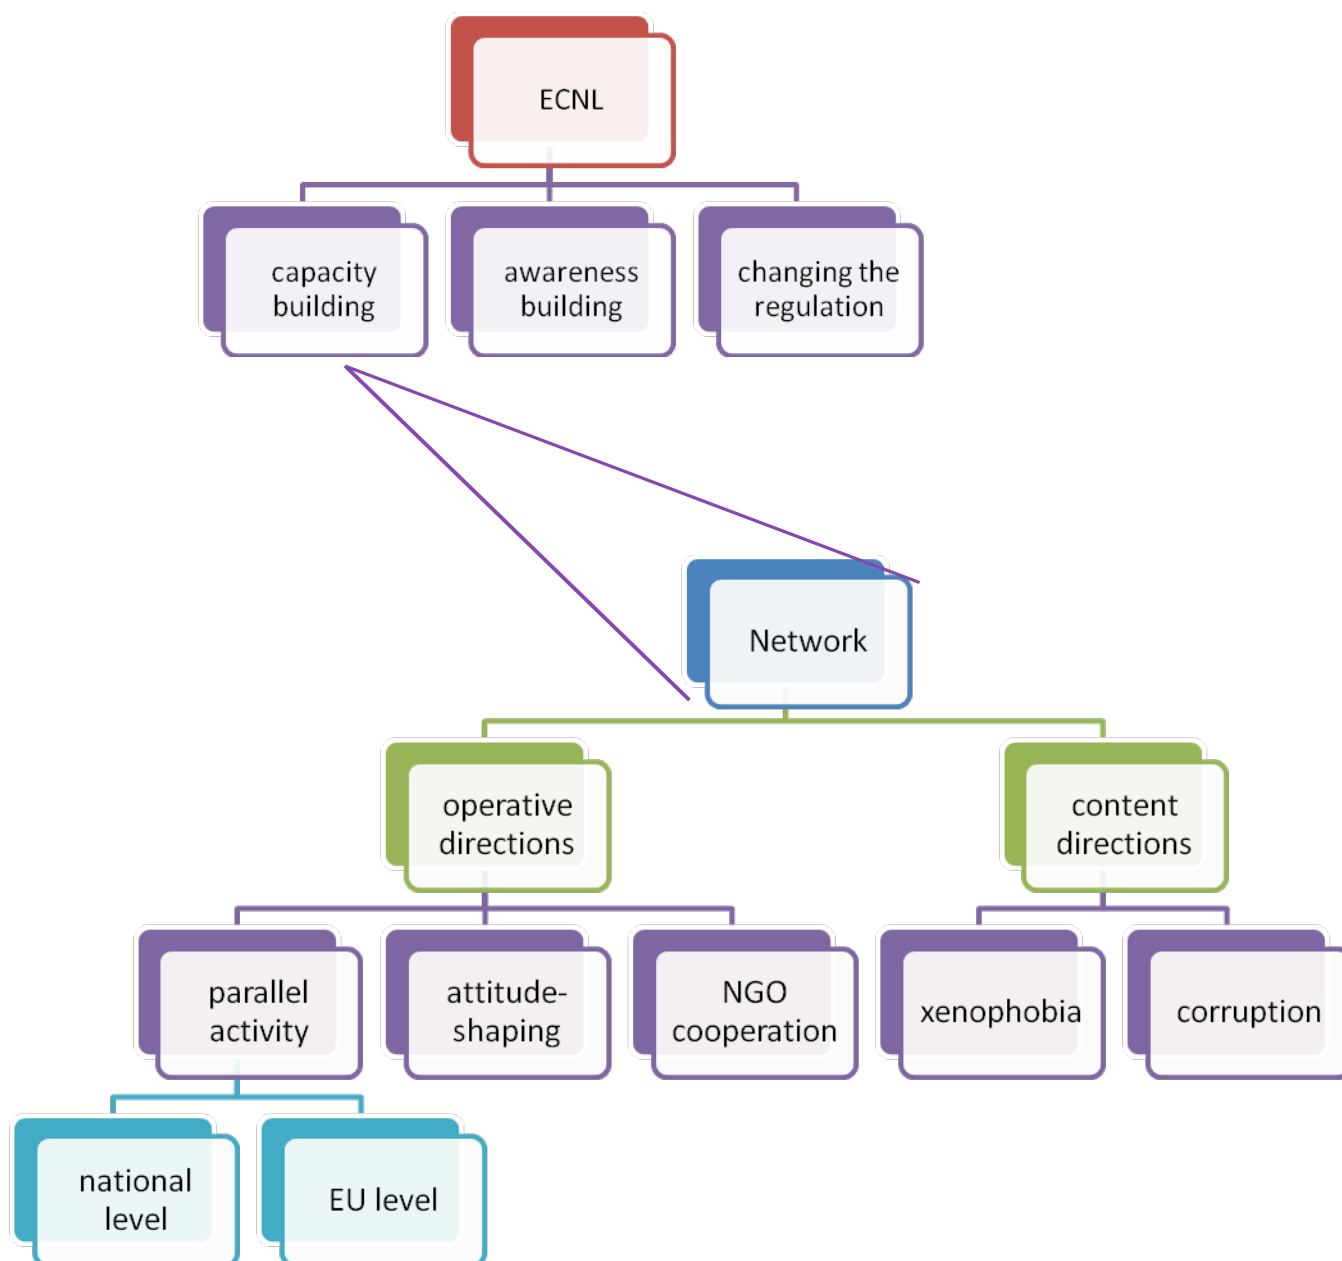 ECNL
capacity
building
awareness
building
changing the
regulation
Network
operative
directions
content
directions
parallel
activity
attitude-
shaping
NGO
cooperation
xenophobia
corruption
national
level
EU level